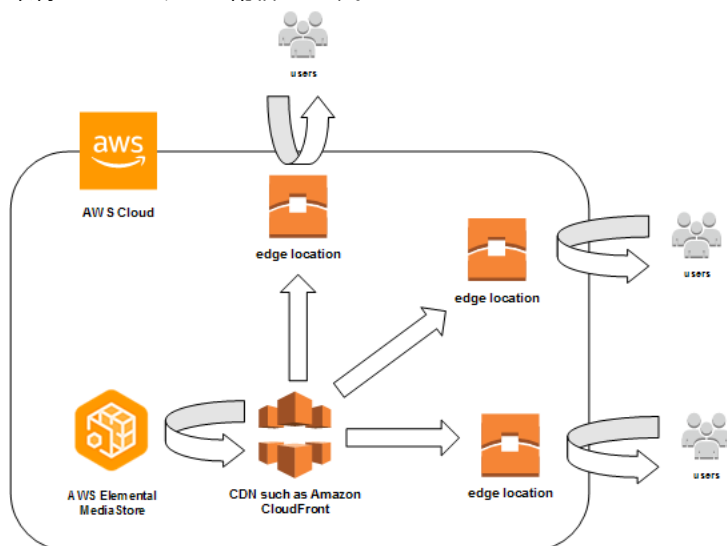 users
aws
AWS Cloud
edge location
edge location
users
AWS Elemental
MediaStore
CDN such as Amazon
CloudFront
edge location
users